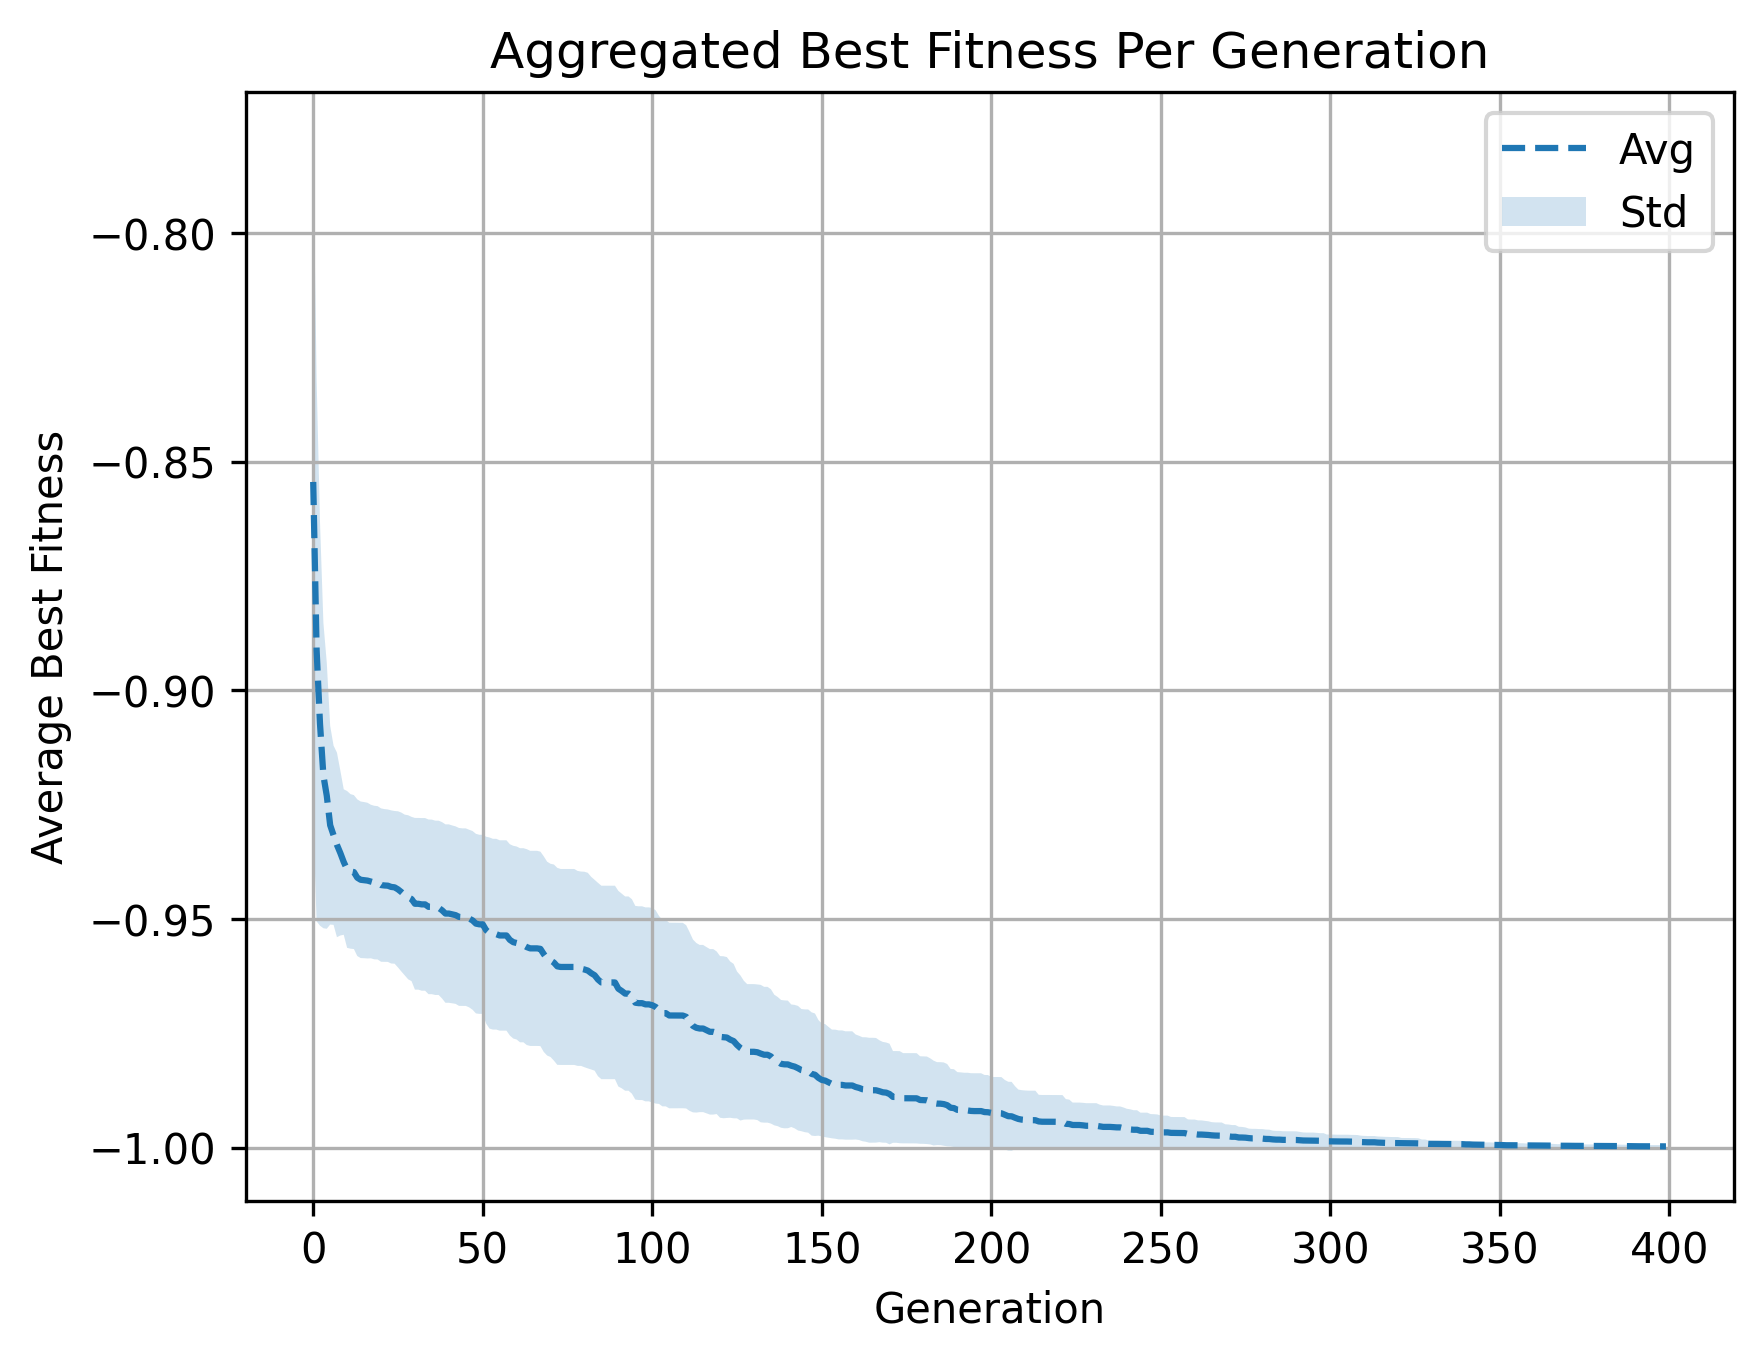 Aggregated Best Fitness Per Generation
Avg
Std
Average Best Fitness
−0.80
−0.85
−0.90
−0.95
−1.00
0 50 100 150 200 250 300 350 400
Generation